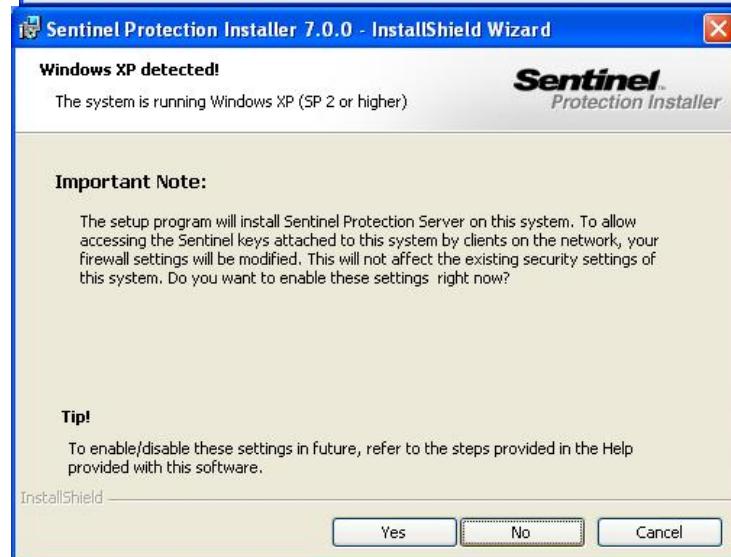 Sentinel Protection Installer 7.0.0 - InstallShield Wizard
Windows XP detected!
The system is running Windows XP (SP 2 or higher)
Sentinel.
Protection Installer
Important Note:
The setup program will install Sentinel Protection Server on this system. To allow
accessing the Sentinel keys attached to this system by clients on the network, your
firewall settings will be modified. This will not affect the existing security settings of
this system. Do you want to enable these settings right now?
Tip!
To enable/disable these settings in future, refer to the steps provided in the Help
provided with this software.
InstallShield
Yes
No
Cancel